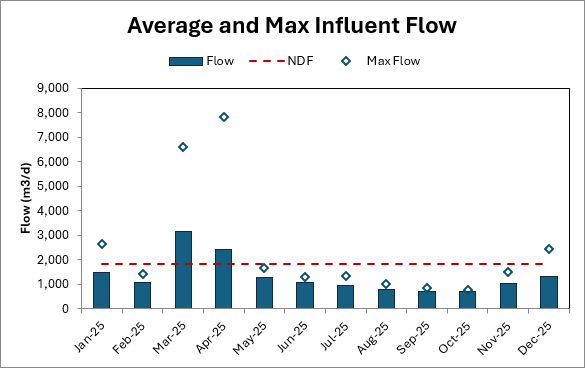 Average and Max Influent Flow
Flow NDF Max Flow
Flow (m3/d)
9,000
8,000
7,000
6,000
5,000
4,000
3,000
2,000
1,000
0
Jan-25 Feb-25 Mar-25 Apr-25 May-25 Jun-25 Jul-25 Aug-25 Sep-25 Oct-25 Nov-25 Dec-25